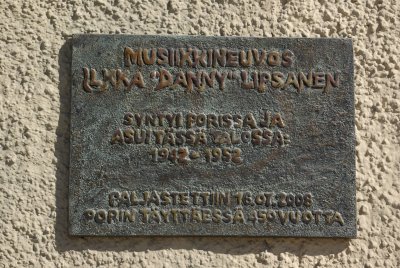 MUSIIKKINEUVOS
ILKKA "DANNY" LIPSANEN
SYNTYI PORISSA JA
ASUI TÄSSÄ TALOSSA:
1942-1952
PALJASTETTIIN 16.07.2008
PORIN TÄYTTÄESSÄ 450 VUOTTA